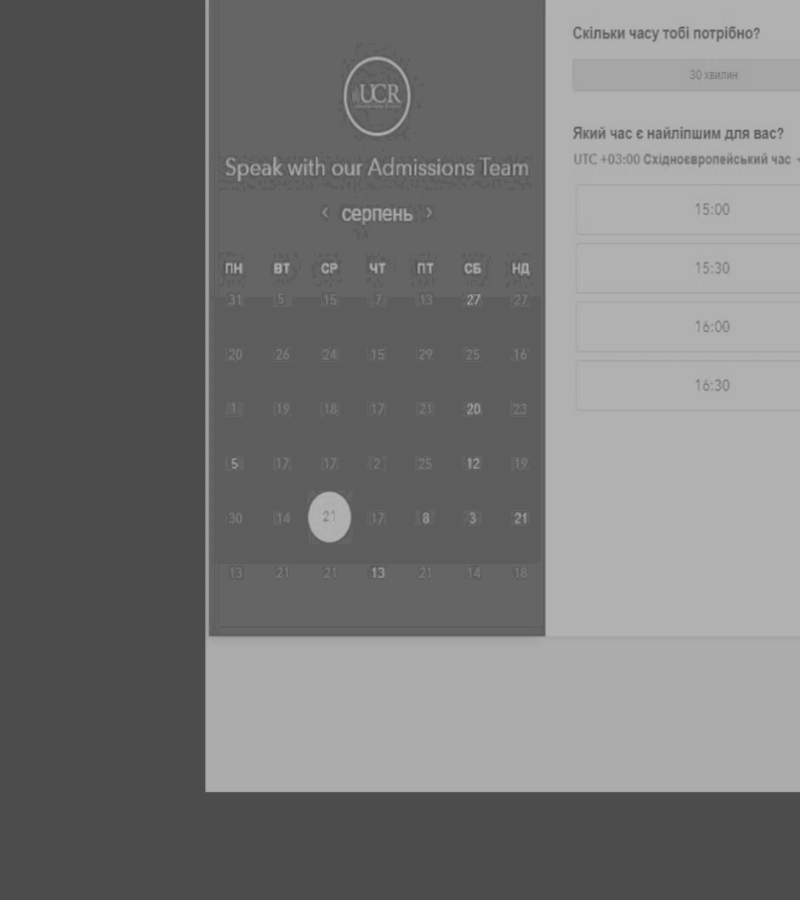 UCR
Speak with our Admissions Team
‹ серпень ›
ПН ВТ СР ЧТ ПТ СБ НД
31 5 15 7 13 27 27
20 26 24 15 29 25 16
1 19 18 17 21 20 23
5 17 17 2 25 12 19
30 14 21 17 8 3 21
13 21 21 13 21 14 18
Скільки часу тобі потрібно?
30 хвилин
Який час є найліпшим для вас?
UTC +03:00 Східноєвропейський час
15:00
15:30
16:00
16:30